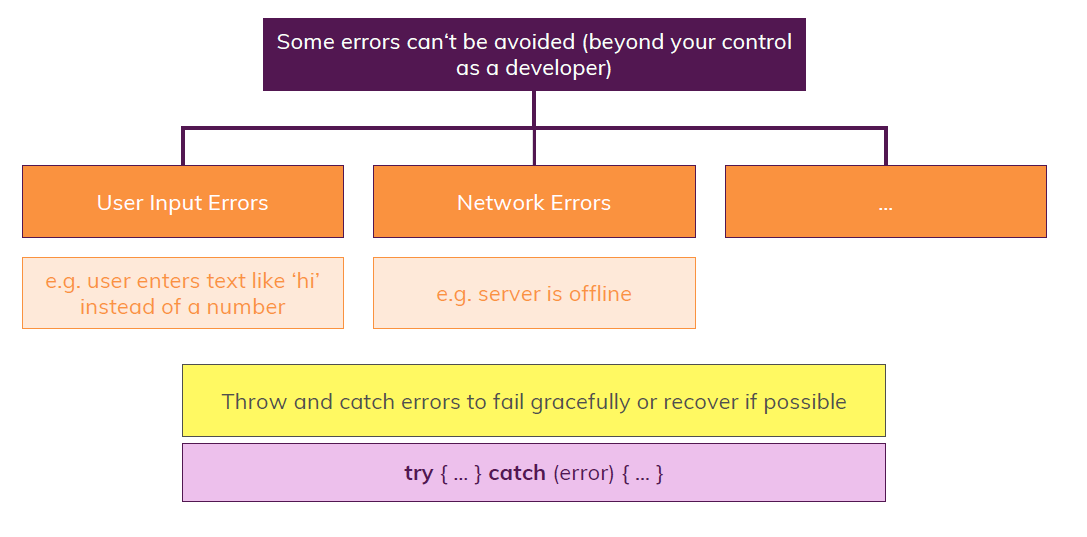 Some errors can‘t be avoided (beyond your control
as a developer)
User Input Errors
Network Errors
...
e.g. user enters text like ‘hi’
instead of a number
e.g. server is offline
Throw and catch errors to fail gracefully or recover if possible
try { ... } catch (error) { ... }